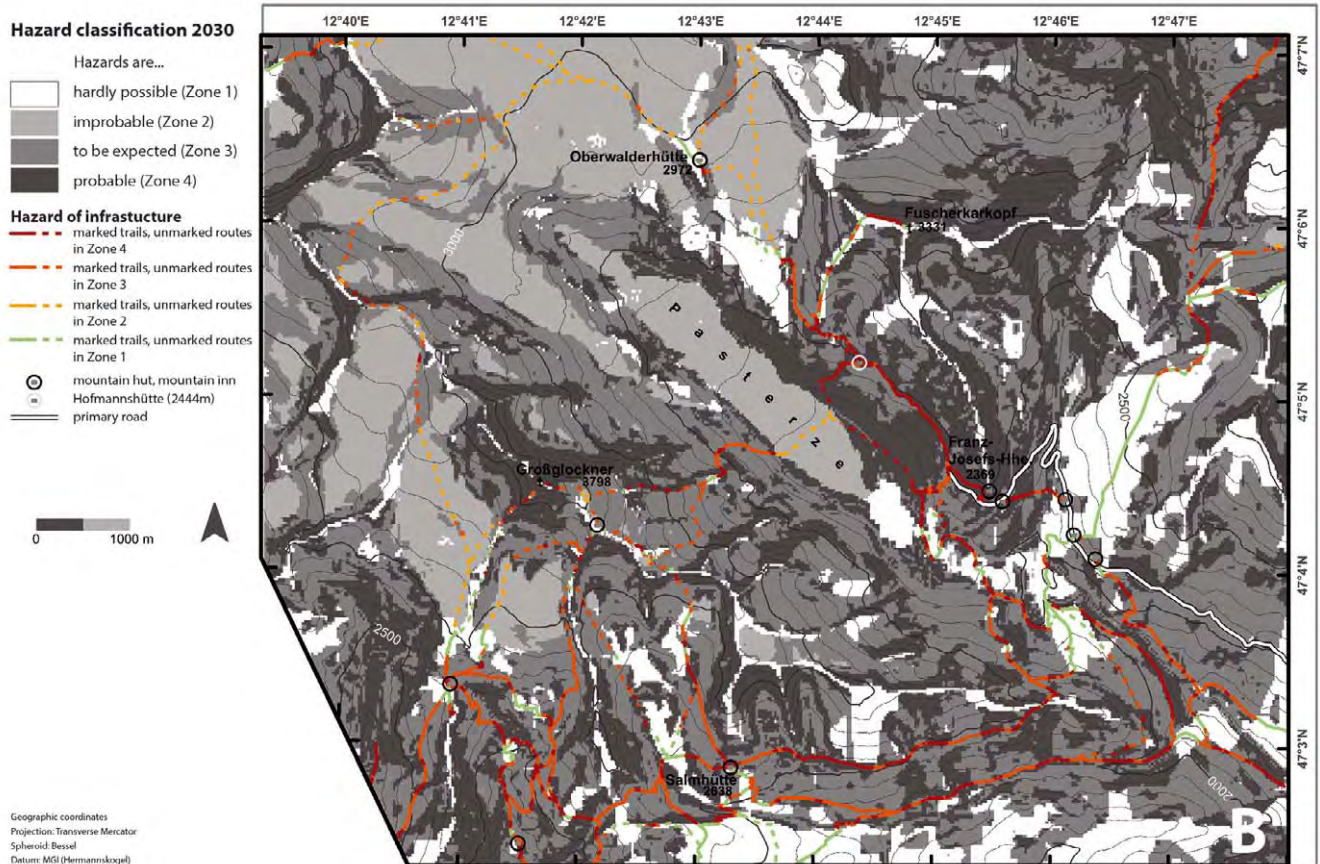 Hazard classification 2030
Hazards are...
hardly possible (Zone 1)
improbable (Zone 2)
to be expected (Zone 3)
probable (Zone 4)
Hazard of infrastucture
marked trails, unmarked routes
in Zone 4
marked trails, unmarked routes
in Zone 3
marked trails, unmarked routes
in Zone 2
marked trails, unmarked routes
in Zone 1
mountain hut, mountain inn
Hofmannshütte (2444m)
primary road
0 1000 m
Geographic coordinates
Projection: Transverse Mercator
Spheroid: Bessel
Datum: MGI (Hermannskogel)
12°40'E 12°41'E 12°42'E 12°43'E 12°44'E 12°45'E 12°46'E 12°47'E
47°7'N
47°6'N
47°5'N
47°4'N
47°3'N
Oberwalderhütte
2972
Fuscherkarkopf
3331
3000
Pasterze
2500
Franz-
Josefs-Hhe.
2369
Großglockner
3798
2500
Salmhütte
2638
2000
B